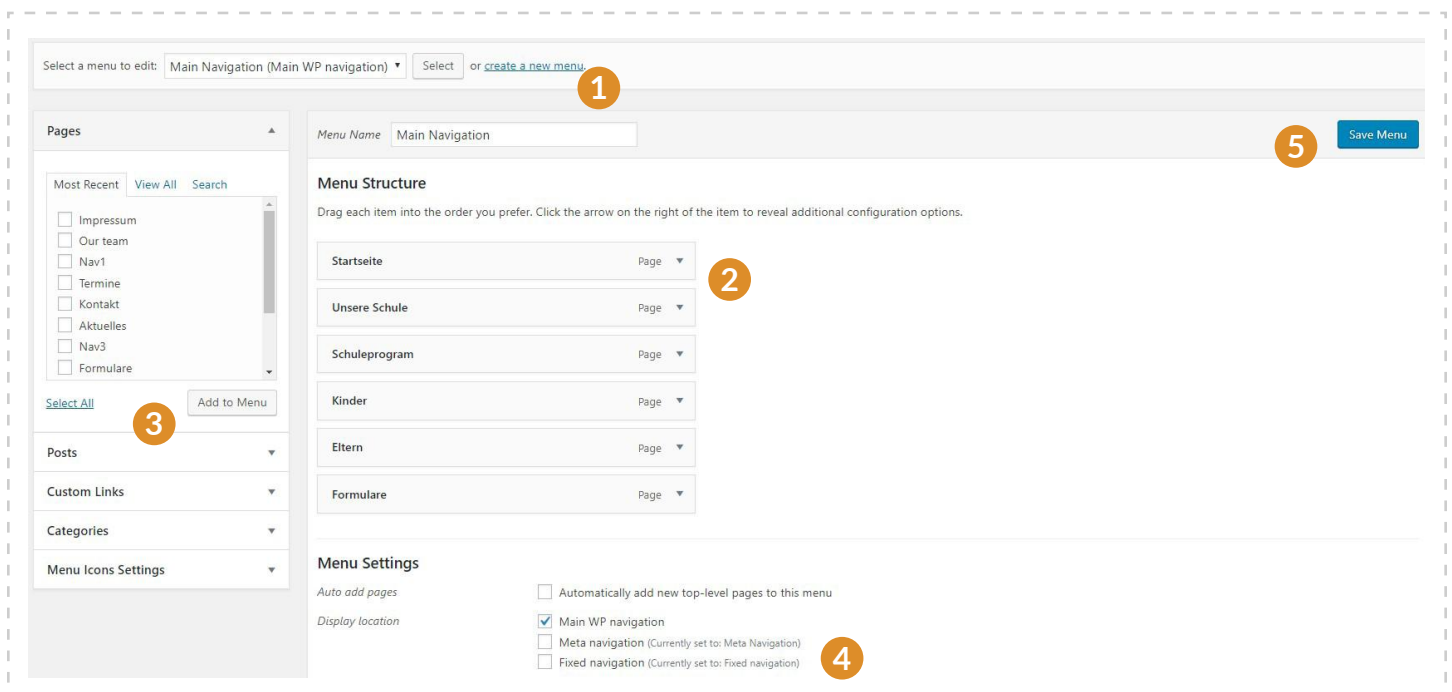 Select a menu to edit: Main Navigation (Main WP navigation) Select or create a new menu.
1
Pages
Most Recent View All Search
Impressum
Our team
Nav1
Termine
Kontakt
Aktuelles
Nav3
Formulare
Select All Add to Menu
3
Posts
Custom Links
Categories
Menu Icons Settings
Menu Name Main Navigation
5 Save Menu
Menu Structure
Drag each item into the order you prefer. Click the arrow on the right of the item to reveal additional configuration options.
Startseite Page
2
Unsere Schule Page
Schuleprogram Page
Kinder Page
Eltern Page
Formulare Page
Menu Settings
Auto add pages Automatically add new top-level pages to this menu
Display location Main WP navigation
Meta navigation (Currently set to: Meta Navigation)
Fixed navigation (Currently set to: Fixed navigation)
4